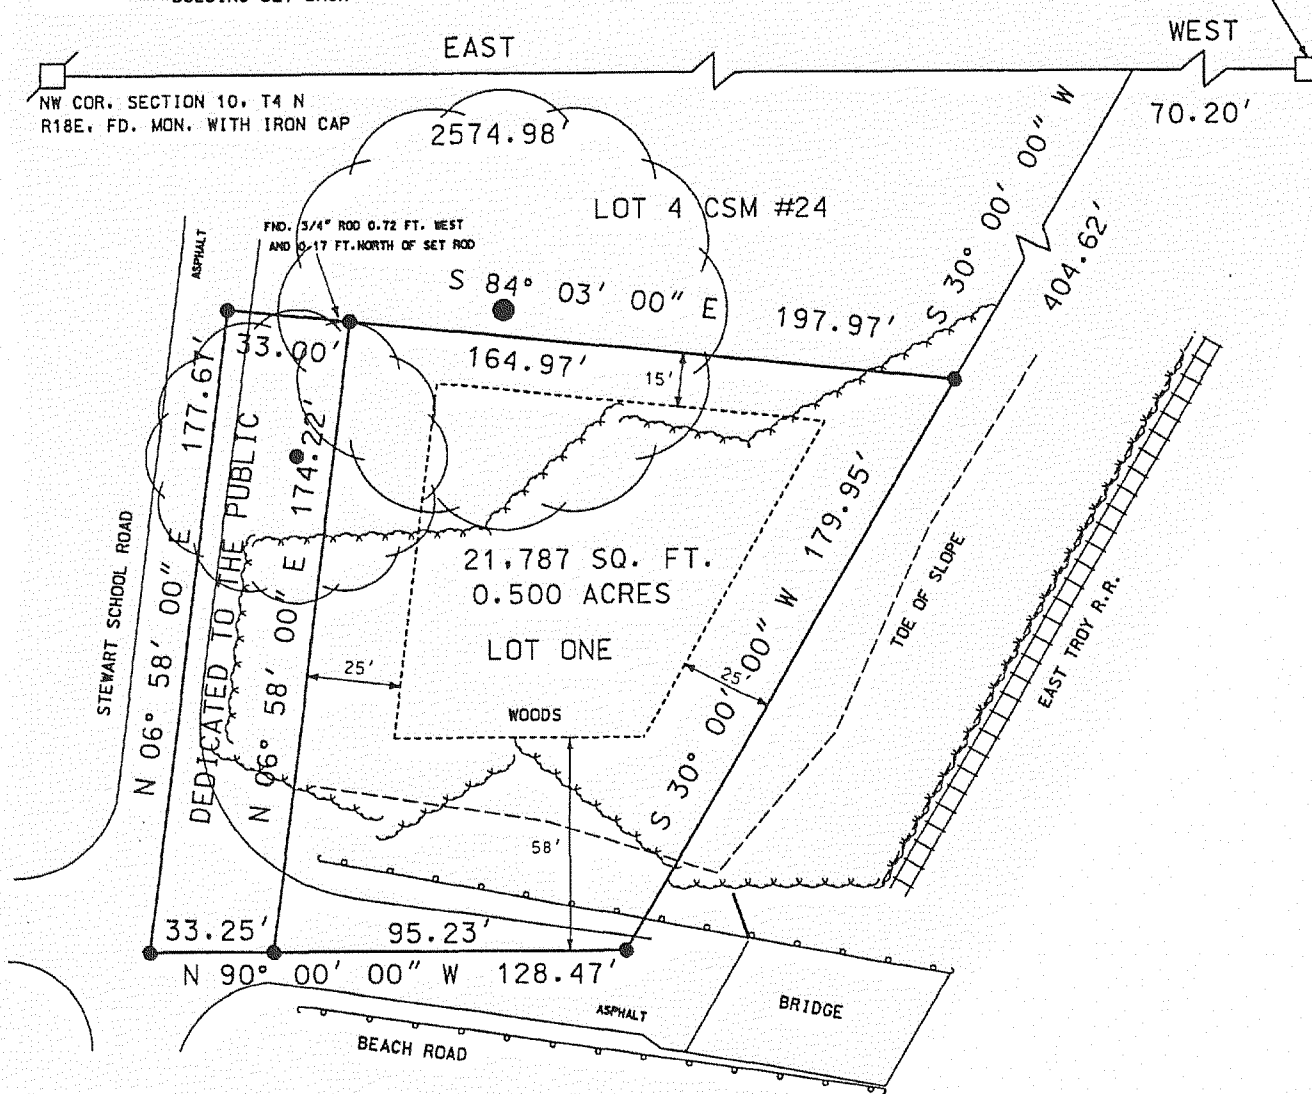 EAST
WEST
NW COR. SECTION 10. T4 N
R18E. FD. MON. WITH IRON CAP
2574.98'
70.20'
LOT 4 CSM #24
FND. 3/4" ROD 0.72 FT. WEST
AND 0.17 FT.NORTH OF SET ROD
ASPHALT
S 84° 03' 00" E
197.97'
S 30° 00' 00" W
404.62'
33.00'
164.97'
15'
N 06° 58' 00" E 177.67'
DEDICATED TO THE PUBLIC
N 06° 58' 00" E 174.22'
STEWART SCHOOL ROAD
21,787 SQ. FT.
0.500 ACRES
LOT ONE
25'
WOODS
25
S 30° 00' 00" W 179.95'
TOE OF SLOPE
EAST TROY R.R.
58'
33.25'
95.23'
N 90° 00' 00" W 128.47'
ASPHALT
BRIDGE
BEACH ROAD